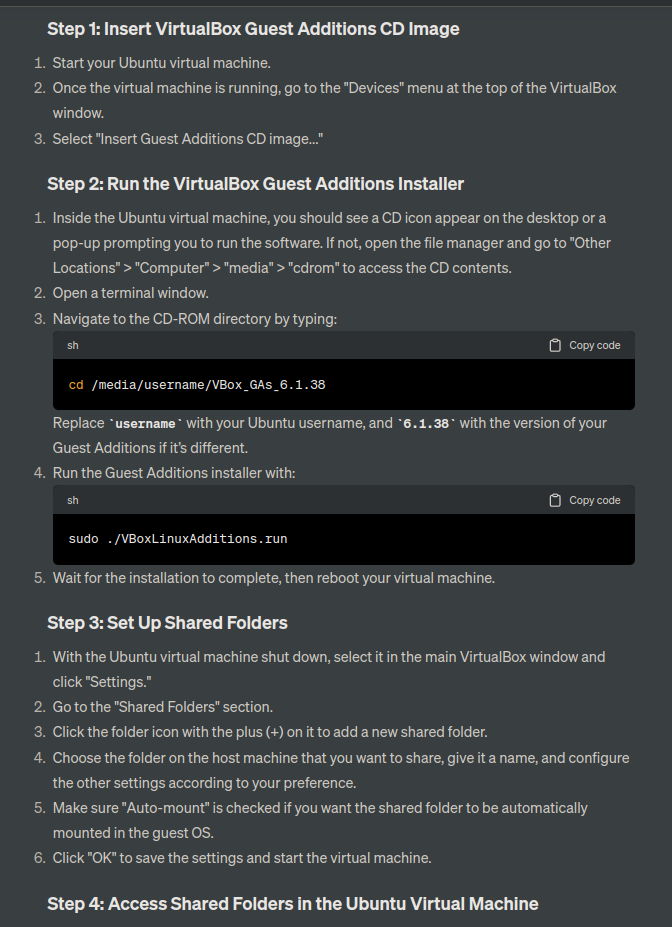 Step 1: Insert VirtualBox Guest Additions CD Image
1. Start your Ubuntu virtual machine.
2. Once the virtual machine is running, go to the "Devices" menu at the top of the VirtualBox
window.
3. Select "Insert Guest Additions CD image..."
Step 2: Run the VirtualBox Guest Additions Installer
1. Inside the Ubuntu virtual machine, you should see a CD icon appear on the desktop or a
pop-up prompting you to run the software. If not, open the file manager and go to "Other
Locations" > "Computer" > "media" > "cdrom" to access the CD contents.
2. Open a terminal window.
3. Navigate to the CD-ROM directory by typing:
sh Copy code
cd /media/username/VBox_GAs_6.1.38
Replace `username` with your Ubuntu username, and `6.1.38` with the version of your
Guest Additions if it's different.
4. Run the Guest Additions installer with:
sh Copy code
sudo ./VBoxLinuxAdditions.run
5. Wait for the installation to complete, then reboot your virtual machine.
Step 3: Set Up Shared Folders
1. With the Ubuntu virtual machine shut down, select it in the main VirtualBox window and
click "Settings."
2. Go to the "Shared Folders" section.
3. Click the folder icon with the plus (+) on it to add a new shared folder.
4. Choose the folder on the host machine that you want to share, give it a name, and configure
the other settings according to your preference.
5. Make sure "Auto-mount" is checked if you want the shared folder to be automatically
mounted in the guest OS.
6. Click "OK" to save the settings and start the virtual machine.
Step 4: Access Shared Folders in the Ubuntu Virtual Machine